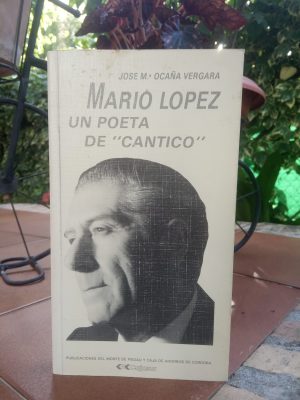 JOSE M.ª OCAÑA VERGARA
MARIO LOPEZ
UN POETA
DE "CANTICO"
PUBLICACIONES DEL MONTE DE PIEDAD Y CAJA DE AHORROS DE CORDOBA
Cajasur